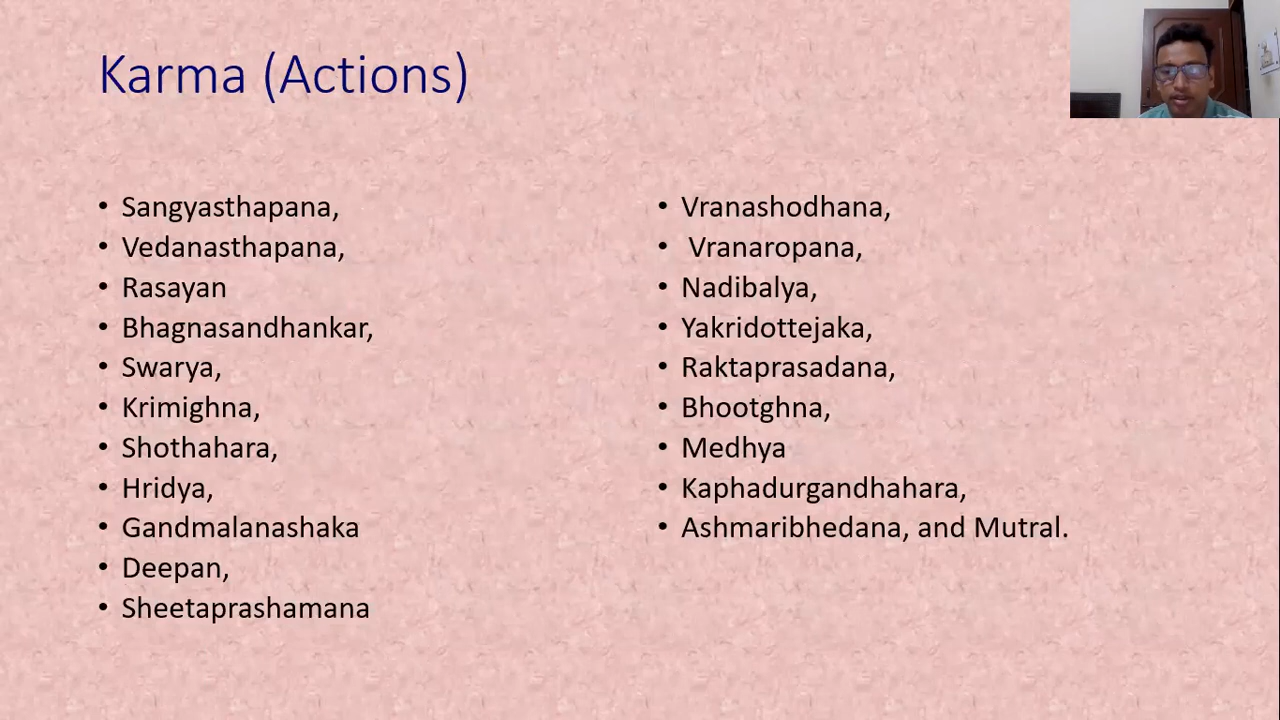 Karma (Actions)
• Sangyasthapana,
• Vedanasthapana,
• Rasayan
• Bhagnasandhankar,
• Swarya,
• Krimighna,
• Shothahara,
• Hridya,
• Gandmalanashaka
• Deepan,
• Sheetaprashamana
• Vranashodhana,
• Vranaropana,
• Nadibalya,
• Yakridottejaka,
• Raktaprasadana,
• Bhootghna,
• Medhya
• Kaphadurgandhahara,
• Ashmaribhedana, and Mutral.